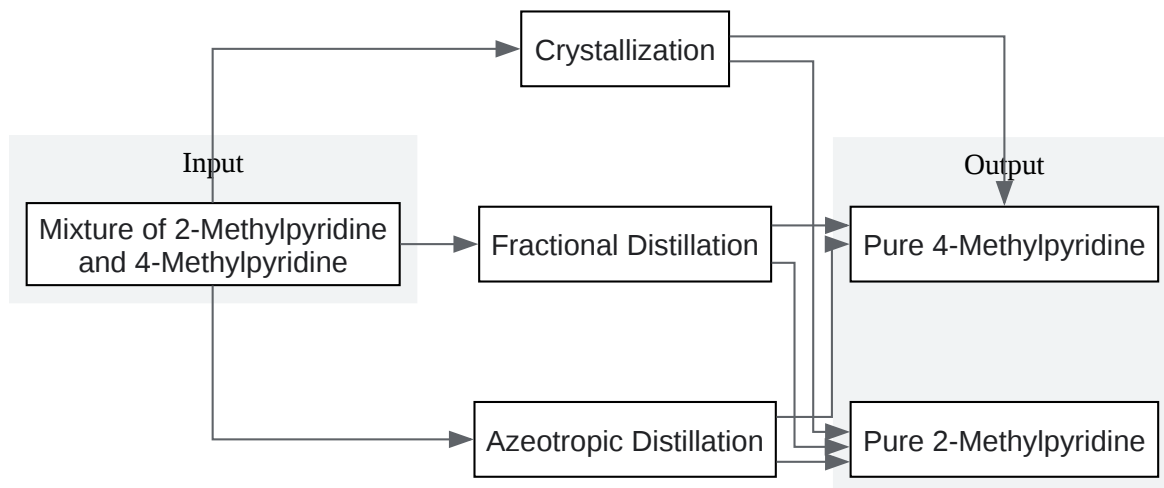 Crystallization
Input
Output
Mixture of 2-Methylpyridine
and 4-Methylpyridine
Fractional Distillation
Pure 4-Methylpyridine
Azeotropic Distillation
Pure 2-Methylpyridine